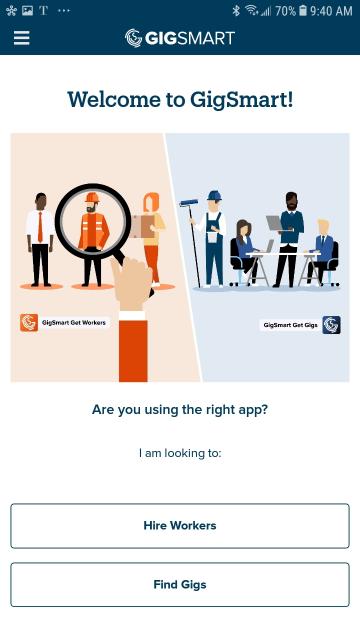 T ... 70% 9:40 AM
GIGSMART
Welcome to GigSmart!
GigSmart Get Workers
GigSmart Get Gigs
Are you using the right app?
I am looking to:
Hire Workers
Find Gigs